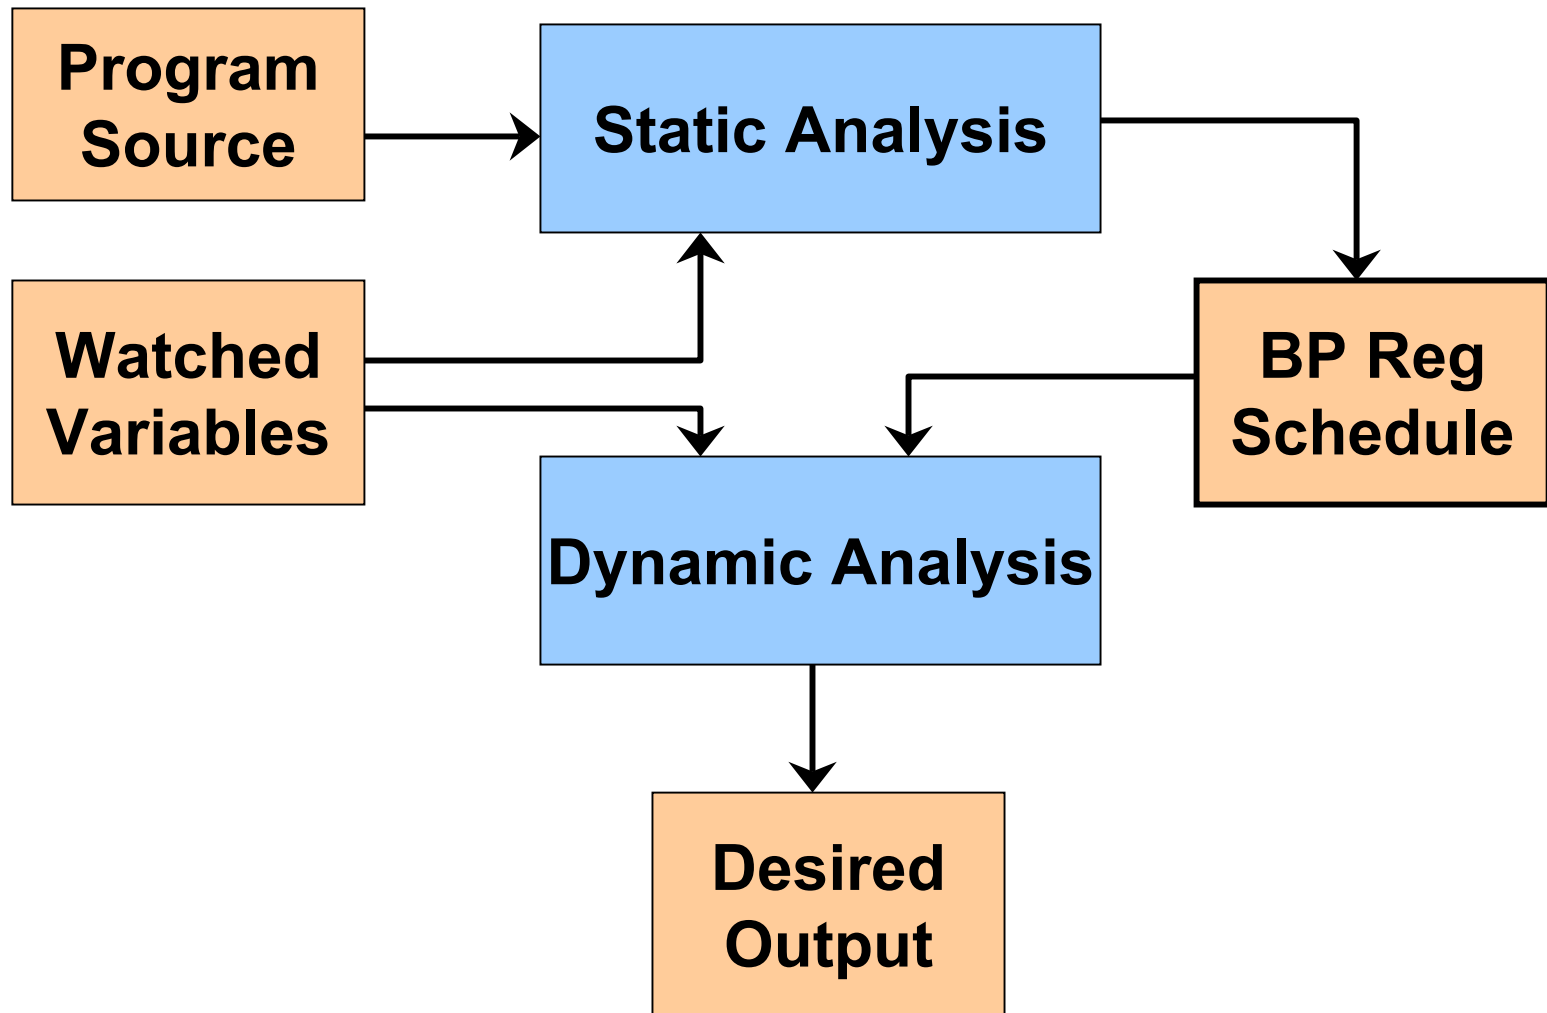 Program
Source
Static Analysis
Watched
Variables
BP Reg
Schedule
Dynamic Analysis
Desired
Output